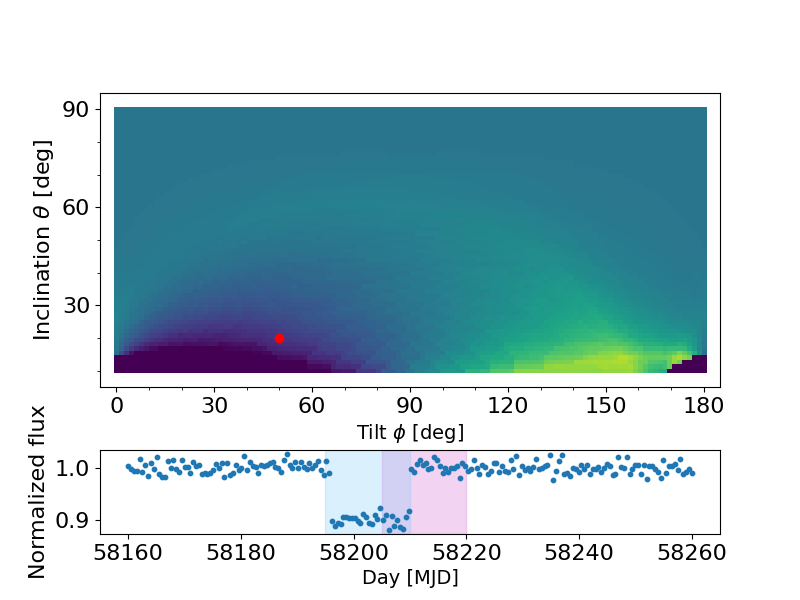 90
60
30
Inclination θ [deg]
0 30 60 90 120 150 180
Tilt ϕ [deg]
1.0
0.9
Normalized flux
58160 58180 58200 58220 58240 58260
Day [MJD]